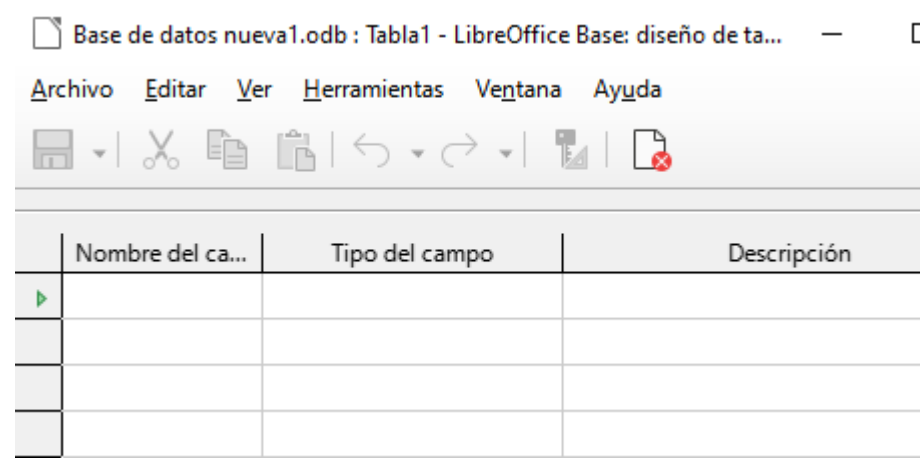 Base de datos nueva1.odb : Tabla1 - LibreOffice Base: diseño de ta...
Archivo Editar Ver Herramientas Ventana Ayuda
Nombre del ca... Tipo del campo Descripción